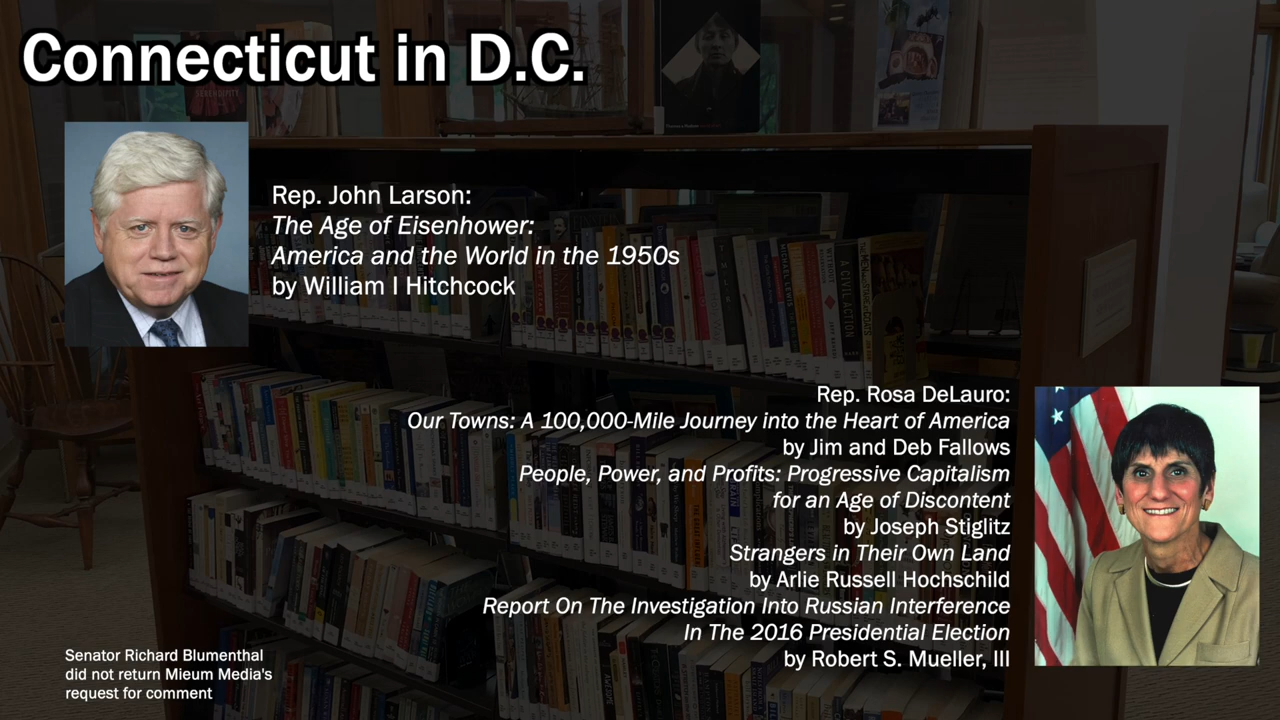 Connecticut in D.C.
SERENDIPITY
Rep. John Larson:
The Age of Eisenhower:
America and the World in the 1950s
by William I Hitchcock
A CIVIL ACTION
Rep. Rosa DeLauro:
Our Towns: A 100,000-Mile Journey into the Heart of America
by Jim and Deb Fallows
People, Power, and Profits: Progressive Capitalism
for an Age of Discontent
by Joseph Stiglitz
Strangers in Their Own Land
by Arlie Russell Hochschild
Report On The Investigation Into Russian Interference
In The 2016 Presidential Election
by Robert S. Mueller, III
Senator Richard Blumenthal
did not return Mieum Media's
request for comment